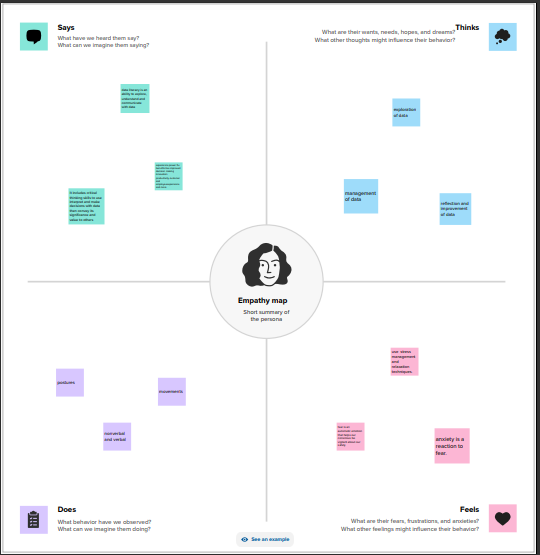 Says
What have we heard them say?
What can we imagine them saying?
Thinks
What are their wants, needs, hopes, and dreams?
What other thoughts might influence their behavior?
data literacy is an
ability to explore,
understand and
communicate
with data.
it includes critical
thinking skills to use
interpret and make
decisions with data
then convey its
significance and
value to others.
exploration
of data
management
of data
reflection and
improvement
of data
Empathy map
Short summary of
the persona
postures
movements
nonverbal
and verbal
use stress
management
and
relaxation
techniques
anxiety is a
reaction to
fear.
Does
What behavior have we observed?
What can we imagine them doing?
Feels
What are their fears, frustrations, and anxieties?
What other feelings might influence their behavior?
See an example